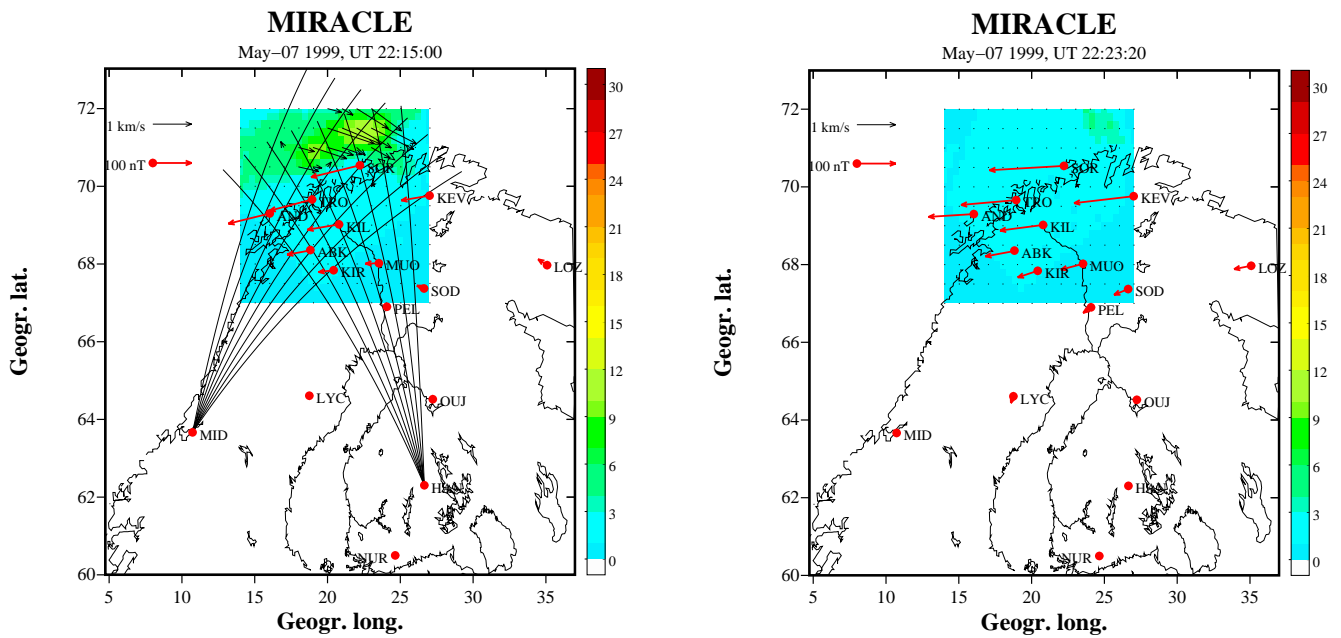 MIRACLE
May−07 1999, UT 22:15:00
72
70
68
66
64
62
60
Geogr. lat.
1 km/s
100 nT
SOR
KEV
TRO
AND
KIL
ABK
MUO
KIR
LOZ
SOD
PEL
LYC
OUJ
MID
NUR
5
10
15
20
25
30
35
Geogr. long.
30
27
24
21
18
15
12
9
6
3
0
MIRACLE
May−07 1999, UT 22:23:20
72
70
68
66
64
62
60
Geogr. lat.
1 km/s
100 nT
SOR
KEV
TRO
AND
KIL
ABK
MUO
KIR
LOZ
SOD
PEL
LYC
OUJ
MID
NUR
5
10
15
20
25
30
35
Geogr. long.
30
27
24
21
18
15
12
9
6
3
0